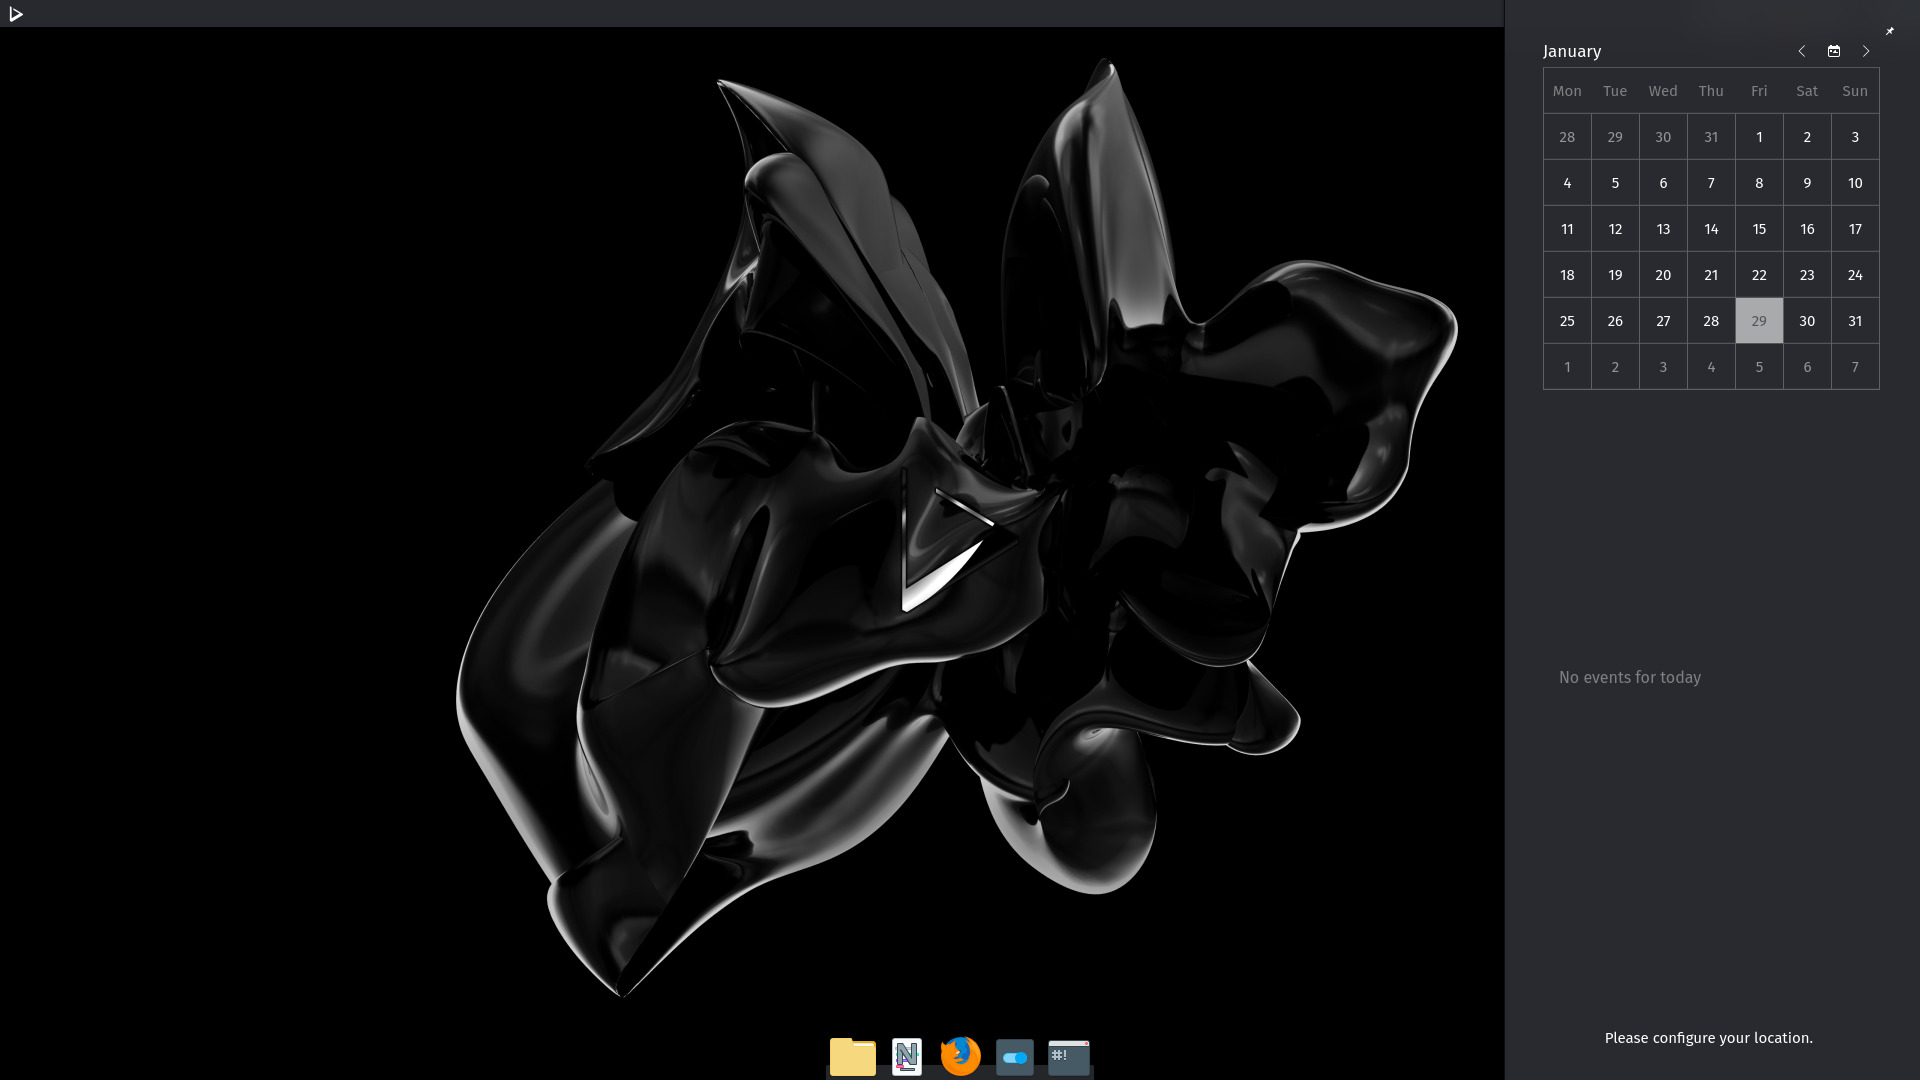 January
Mon Tue Wed Thu Fri Sat Sun
28 29 30 31 1 2 3
4 5 6 7 8 9 10
11 12 13 14 15 16 17
18 19 20 21 22 23 24
25 26 27 28 29 30 31
1 2 3 4 5 6 7
No events for today
Please configure your location.
N
#!